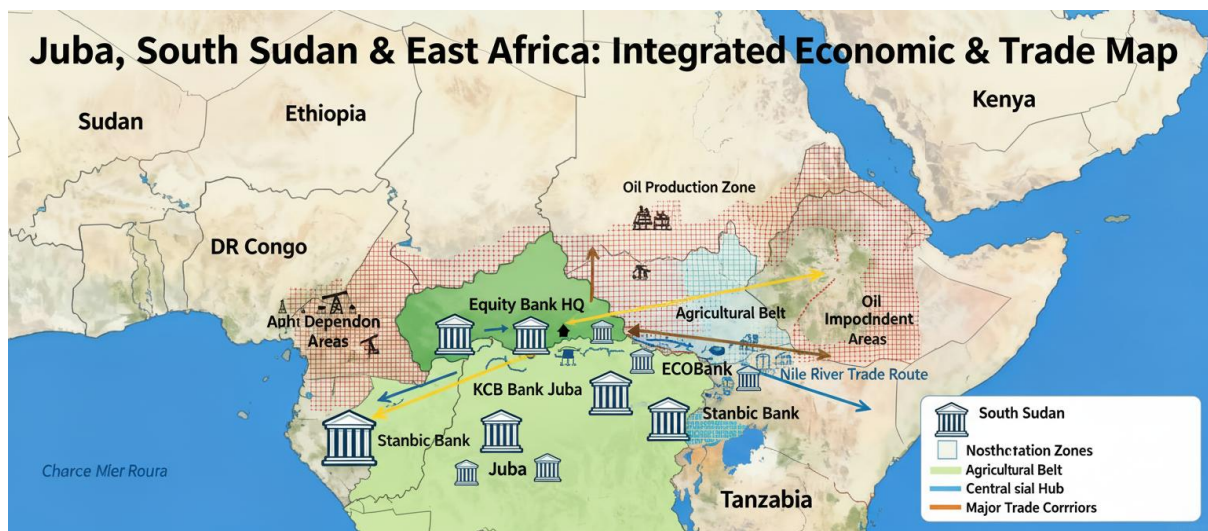 Juba, South Sudan & East Africa: Integrated Economic & Trade Map
Kenya
Sudan
Ethiopia
Oil Production Zone
DR Congo
Equity Bank HQ
Agricultural Belt
Oil
Impodndent
Areas
Apht Dependon
Areas
ECOBank
Nile River Trade Route
KCB Bank Juba
Stanbic Bank
Stanbic Bank
Juba
Charce Mler Roura
Tanzabia
South Sudan
Nosthctation Zones
Agricultural Belt
Central sial Hub
Major Trade Corrriors